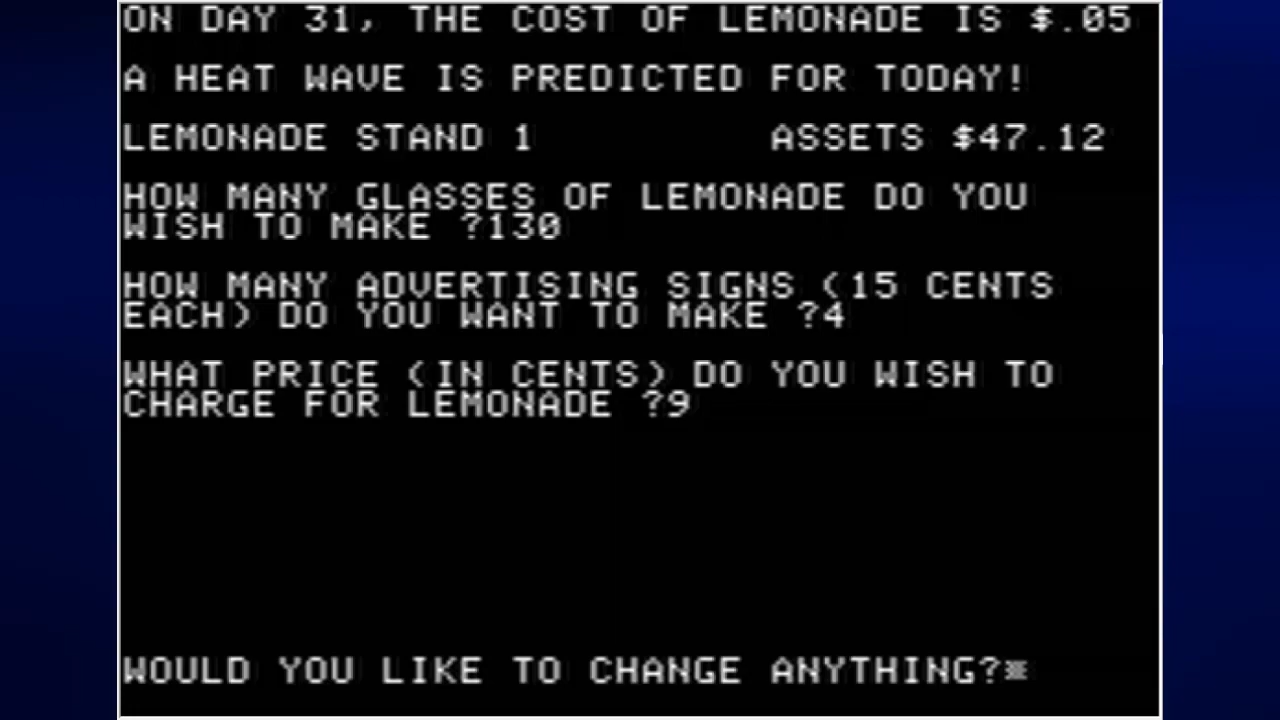 ON DAY 31, THE COST OF LEMONADE IS $.05
A HEAT WAVE IS PREDICTED FOR TODAY!
LEMONADE STAND 1 ASSETS $47.12
HOW MANY GLASSES OF LEMONADE DO YOU
WISH TO MAKE ?130
HOW MANY ADVERTISING SIGNS (15 CENTS
EACH) DO YOU WANT TO MAKE ?4
WHAT PRICE (IN CENTS) DO YOU WISH TO
CHARGE FOR LEMONADE ?9
WOULD YOU LIKE TO CHANGE ANYTHING?